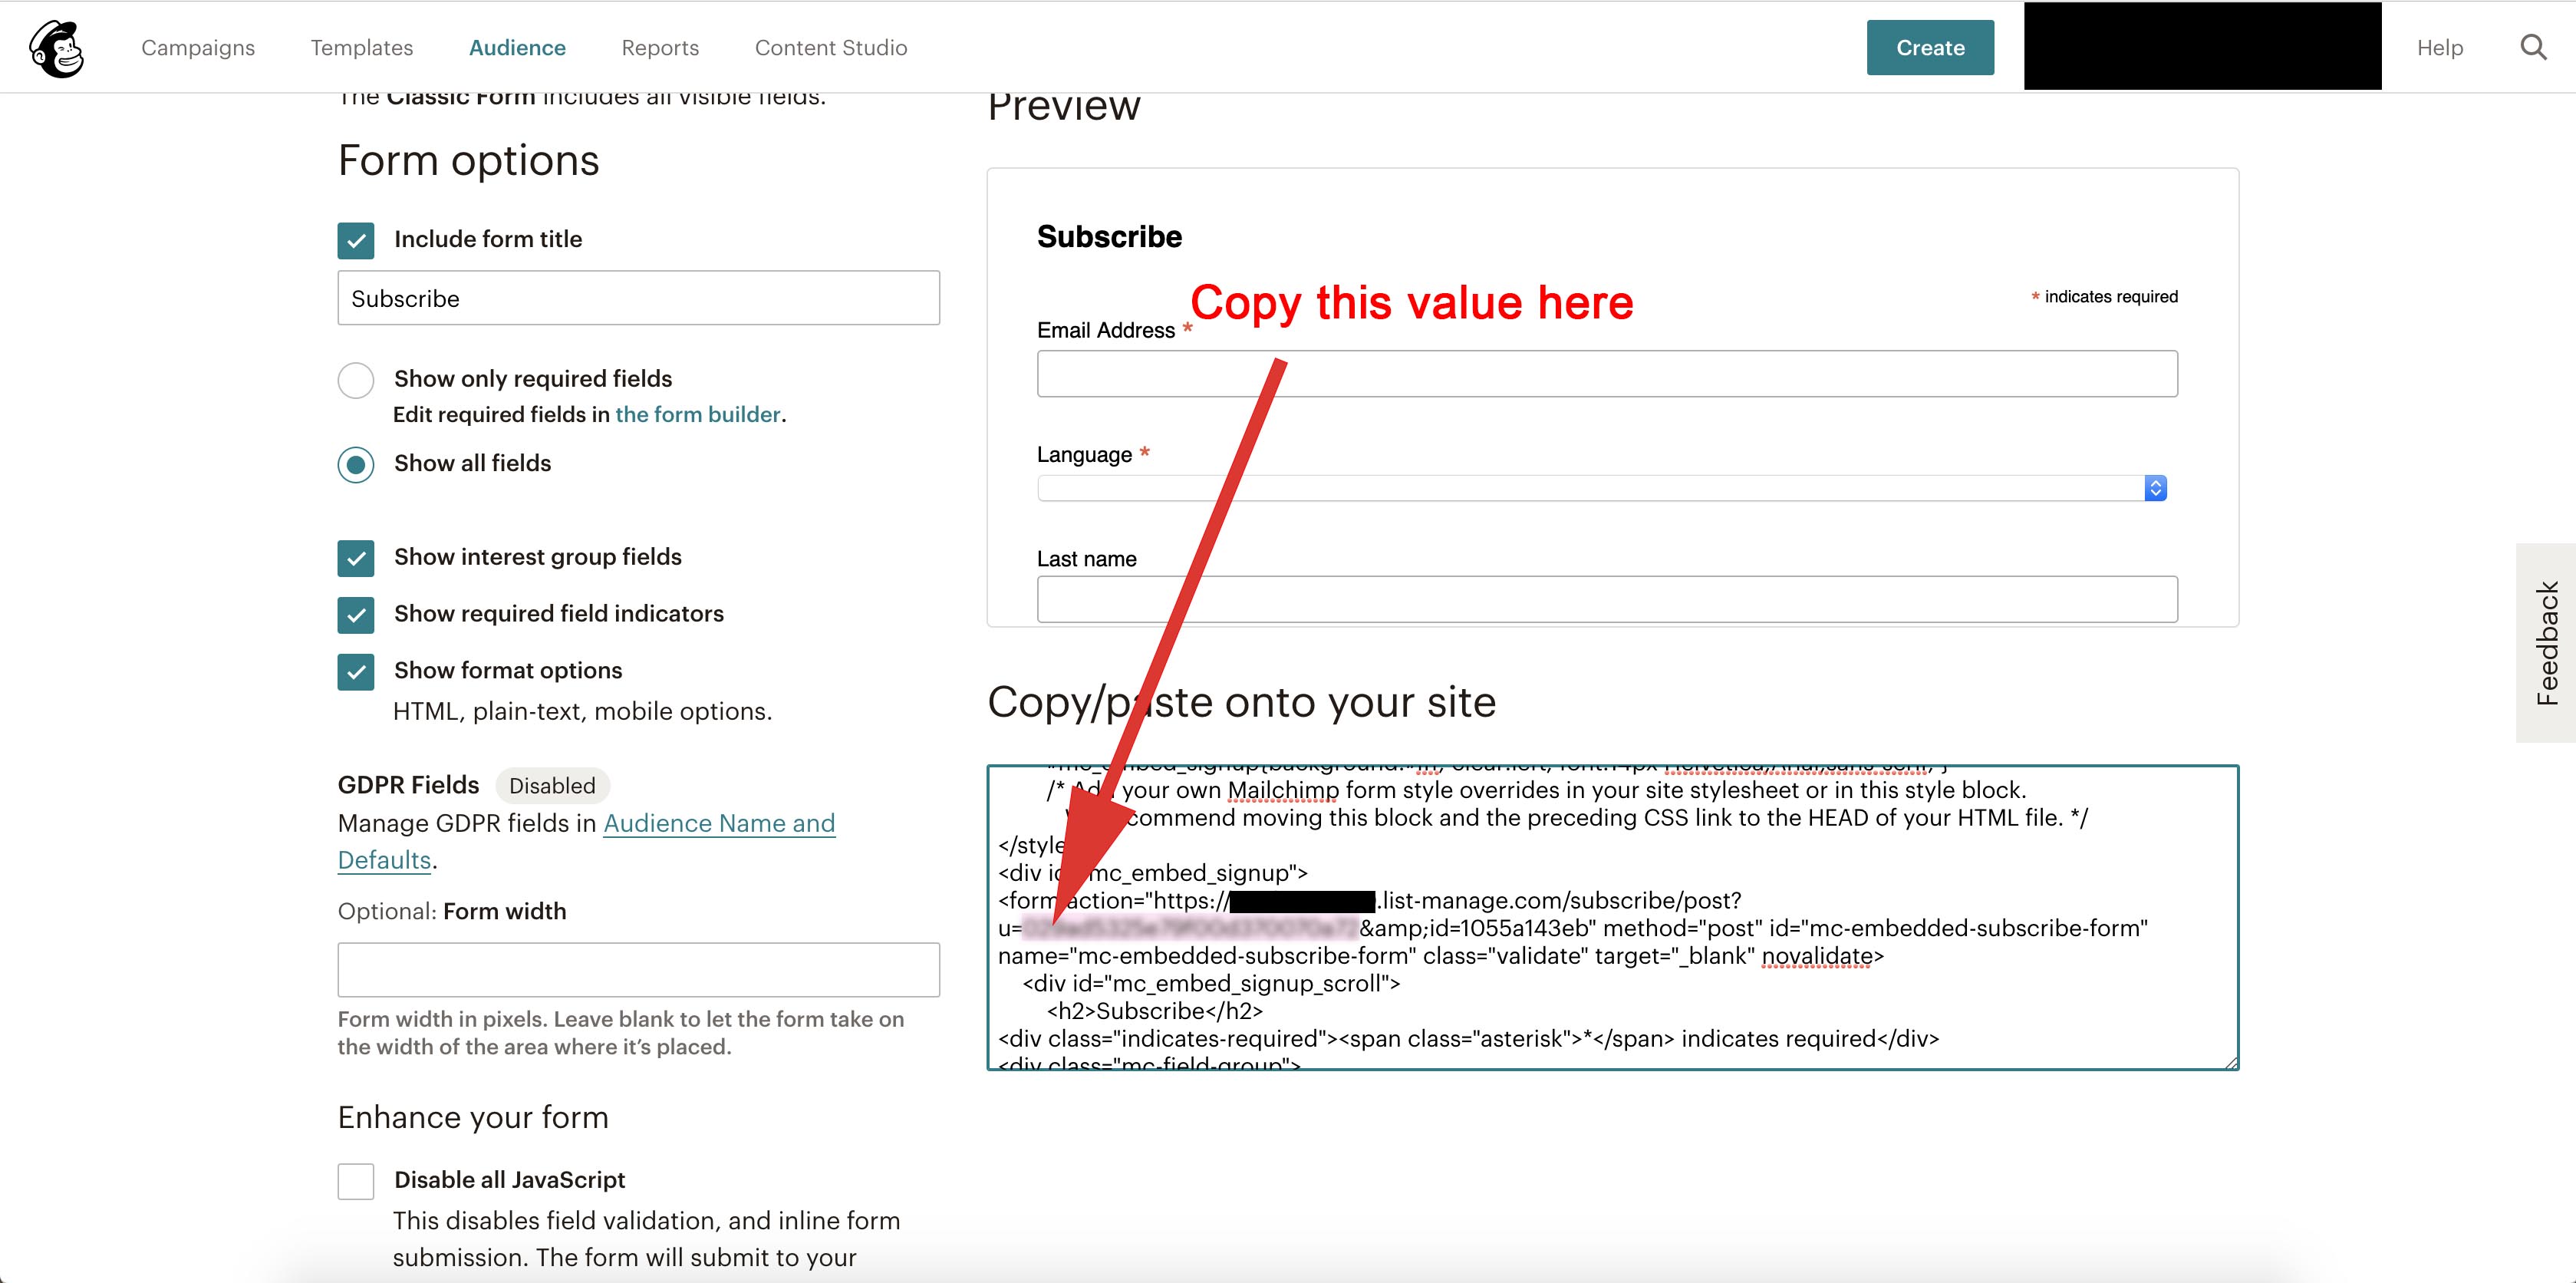 Campaigns Templates Audience Reports Content Studio Create Help
The Classic Form includes all visible fields.
Form options
Include form title
Subscribe
Show only required fields
Edit required fields in the form builder.
Show all fields
Show interest group fields
Show required field indicators
Show format options
HTML, plain-text, mobile options.
GDPR Fields Disabled
Manage GDPR fields in Audience Name and
Defaults.
Optional: Form width
Form width in pixels. Leave blank to let the form take on
the width of the area where it's placed.
Enhance your form
Disable all JavaScript
This disables field validation, and inline form
submission. The form will submit to your
Preview
Subscribe
Copy this value here
* indicates required
Email Address *
Language *
Last name
Copy/paste onto your site
/* Add your own Mailchimp form style overrides in your site stylesheet or in this style block.
commend moving this block and the preceding CSS link to the HEAD of your HTML file. */
</style
<div id mc_embed_signup">
<form action="https:// .list-manage.com/subscribe/post?
u= &amp;id=1055a143eb" method="post" id="mc-embedded-subscribe-form"
name="mc-embedded-subscribe-form" class="validate" target="_blank" novalidate>
<div id="mc_embed_signup_scroll">
<h2>Subscribe</h2>
<div class="indicates-required"><span class="asterisk">*</span> indicates required</div>
<div class="mc-field-group">
Feedback